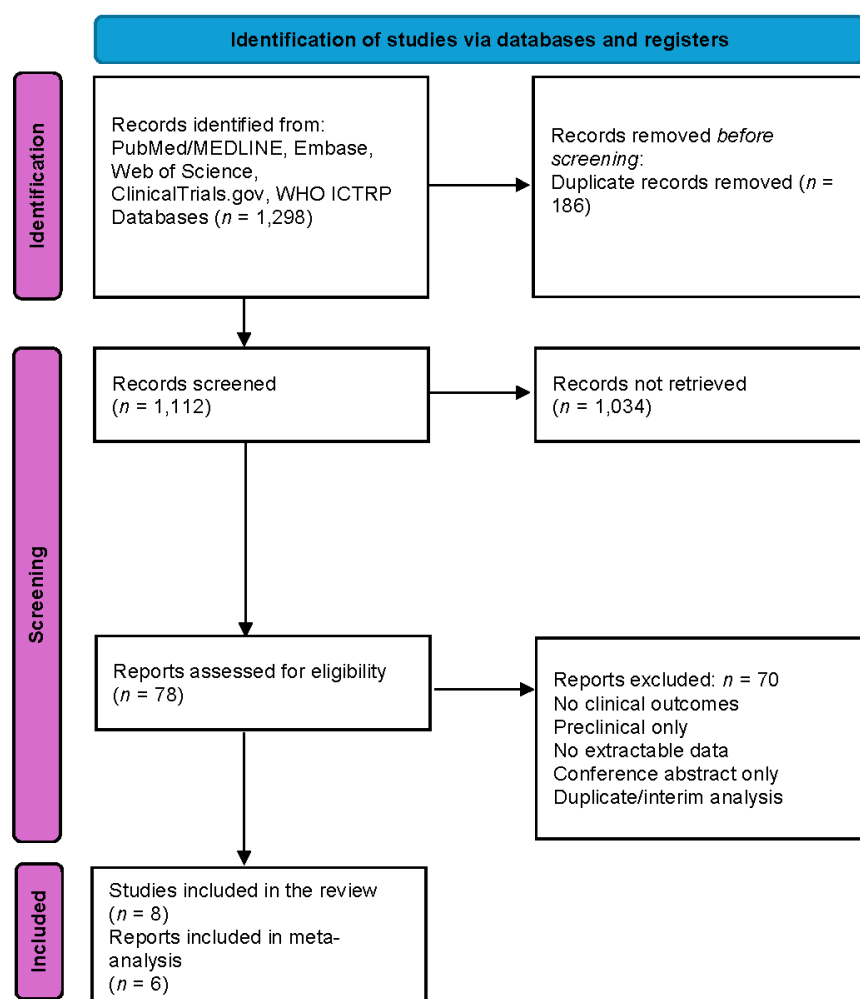 Identification of studies via databases and registers
Identification
Records identified from:
PubMed/MEDLINE, Embase,
Web of Science,
ClinicalTrials.gov, WHO ICTRP
Databases (n = 1,298)
Records removed before
screening:
Duplicate records removed (n =
186)
Screening
Records screened
(n = 1,112)
Records not retrieved
(n = 1,034)
Reports assessed for eligibility
(n = 78)
Reports excluded: n = 70
No clinical outcomes
Preclinical only
No extractable data
Conference abstract only
Duplicate/interim analysis
Included
Studies included in the review
(n = 8)
Reports included in meta-
analysis
(n = 6)